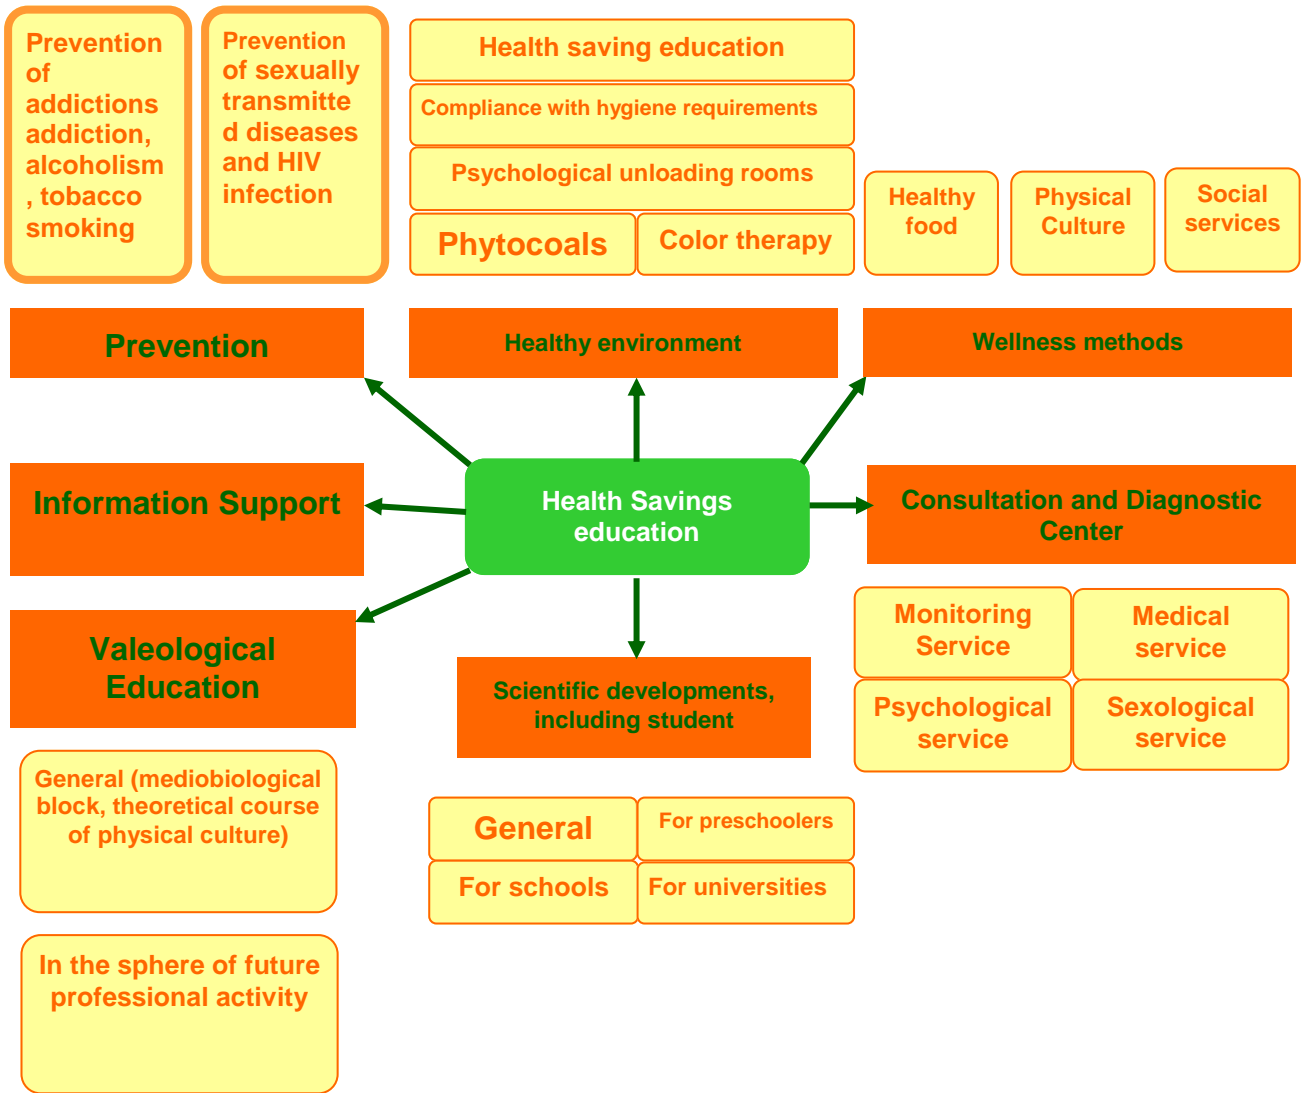 Prevention
of
addictions
addiction,
alcoholism
, tobacco
smoking
Prevention
of sexually
transmitte
d diseases
and HIV
infection
Health saving education
Compliance with hygiene requirements
Psychological unloading rooms
Phytocoals
Color therapy
Healthy
food
Physical
Culture
Social
services
Prevention
Healthy environment
Wellness methods
Information Support
Health Savings
education
Consultation and Diagnostic
Center
Valeological
Education
Scientific developments,
including student
Monitoring
Service
Medical
service
Psychological
service
Sexological
service
General (mediobiological
block, theoretical course
of physical culture)
General
For preschoolers
For schools
For universities
In the sphere of future
professional activity